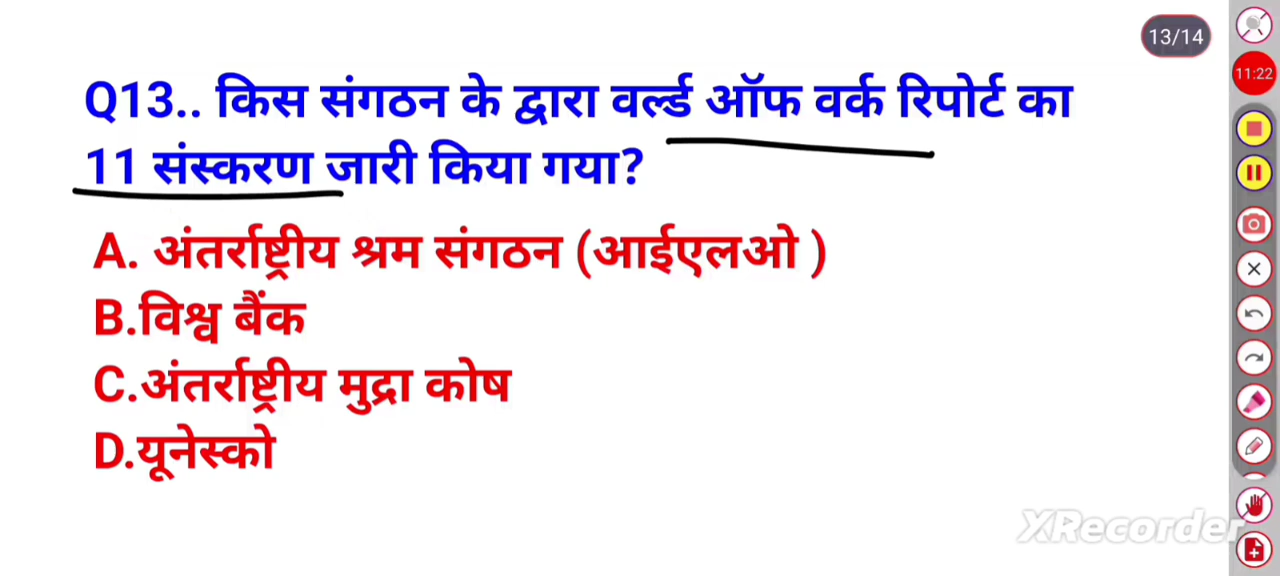 13/14
11:22
Q13.. किस संगठन के द्वारा वर्ल्ड ऑफ वर्क रिपोर्ट का
11 संस्करण जारी किया गया?
A. अंतर्राष्ट्रीय श्रम संगठन (आईएलओ )
B.विश्व बैंक
C.अंतर्राष्ट्रीय मुद्रा कोष
D.यूनेस्को
XRecorder